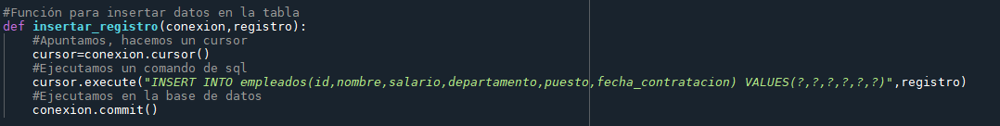 #Función para insertar datos en la tabla
def insertar_registro(conexion,registro):
    #Apuntamos, hacemos un cursor
    cursor=conexion.cursor()
    #Ejecutamos un comando de sql
    cursor.execute("INSERT INTO empleados(id,nombre,salario,departamento,puesto,fecha_contratacion) VALUES(?,?,?,?,?,?)",registro)
    #Ejecutamos en la base de datos
    conexion.commit()